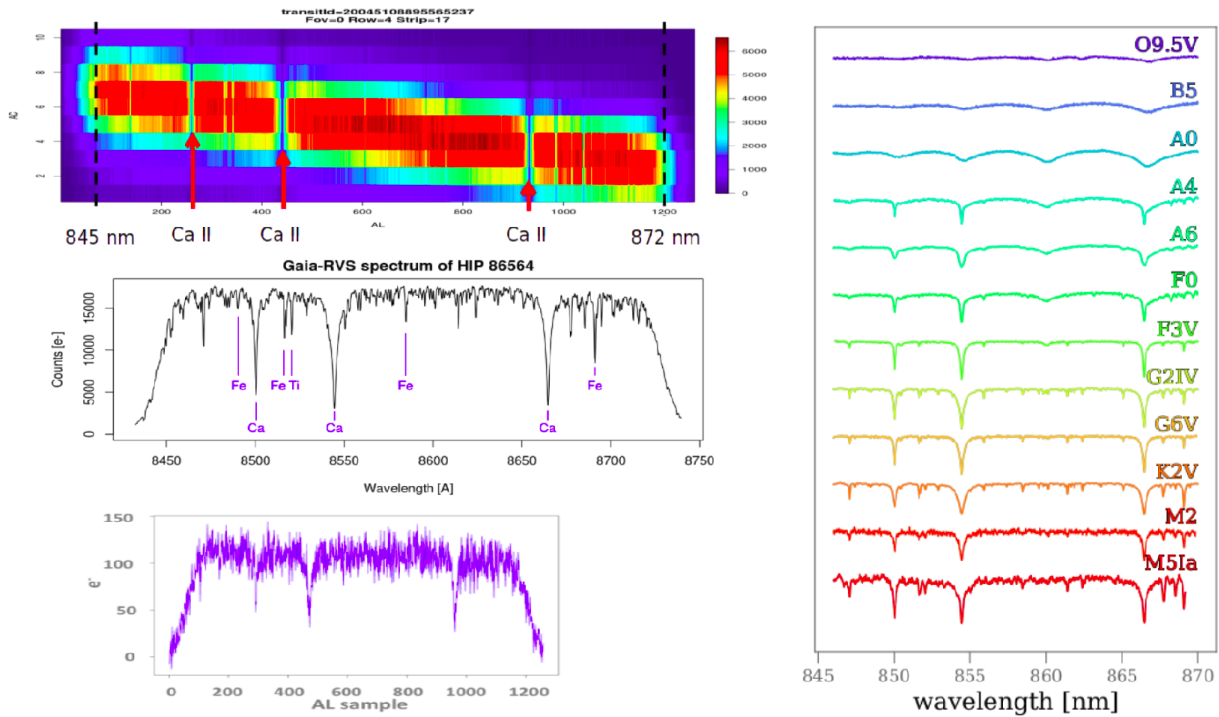 transitId=20045108895565237
Fov=0 Row=4 Strip=17
AC
10
8
6
4
2
200
400
600
800
1000
1200
AL
6000
5000
4000
3000
2000
1000
0
845 nm
Ca II
Ca II
Ca II
872 nm
Gaia-RVS spectrum of HIP 86564
Counts [e-]
15000
10000
5000
0
Fe
Fe Ti
Fe
Fe
Ca
Ca
Ca
8450
8500
8550
8600
8650
8700
8750
Wavelength [A]
e-
150
100
50
0
0
200
400
600
800
1000
1200
AL sample
O9.5V
B5
A0
A4
A6
F0
F3V
G2IV
G6V
K2V
M2
M5Ia
845
850
855
860
865
870
wavelength [nm]